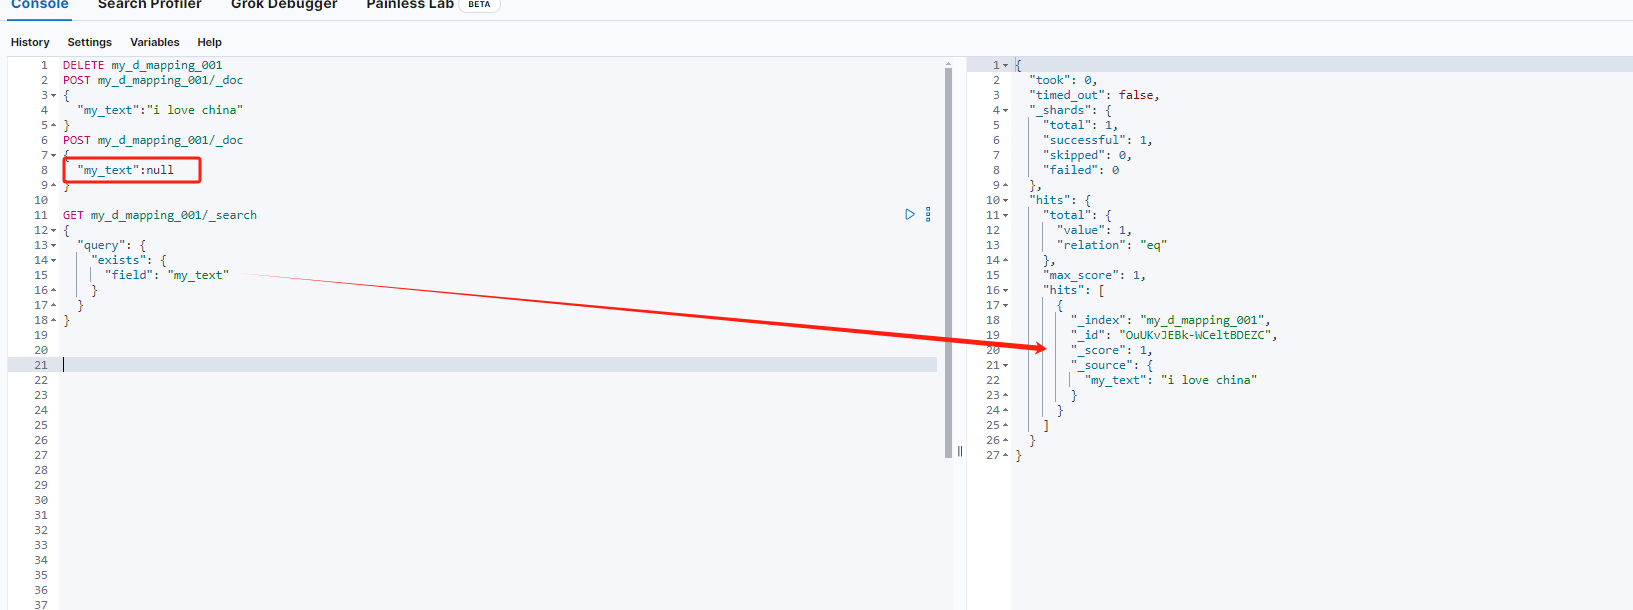 Console Search Profiler Grok Debugger Painless Lab BETA
History Settings Variables Help
1 DELETE my_d_mapping_001
2 POST my_d_mapping_001/_doc
3 {
4 "my_text":"i love china"
5 }
6 POST my_d_mapping_001/_doc
7 {
8 "my_text":null
9 }
10
11 GET my_d_mapping_001/_search
12 {
13 "query": {
14 "exists": {
15 "field": "my_text"
16 }
17 }
18 }
19
20
21
22
23
24
25
26
27
28
29
30
31
32
33
34
35
36
37
1 {
2 "took": 0,
3 "timed_out": false,
4 "_shards": {
5 "total": 1,
6 "successful": 1,
7 "skipped": 0,
8 "failed": 0
9 },
10 "hits": {
11 "total": {
12 "value": 1,
13 "relation": "eq"
14 },
15 "max_score": 1,
16 "hits": [
17 {
18 "_index": "my_d_mapping_001",
19 "_id": "OuUKvJEBk-WCeltBDEZC",
20 "_score": 1,
21 "_source": {
22 "my_text": "i love china"
23 }
24 }
25 ]
26 }
27 }